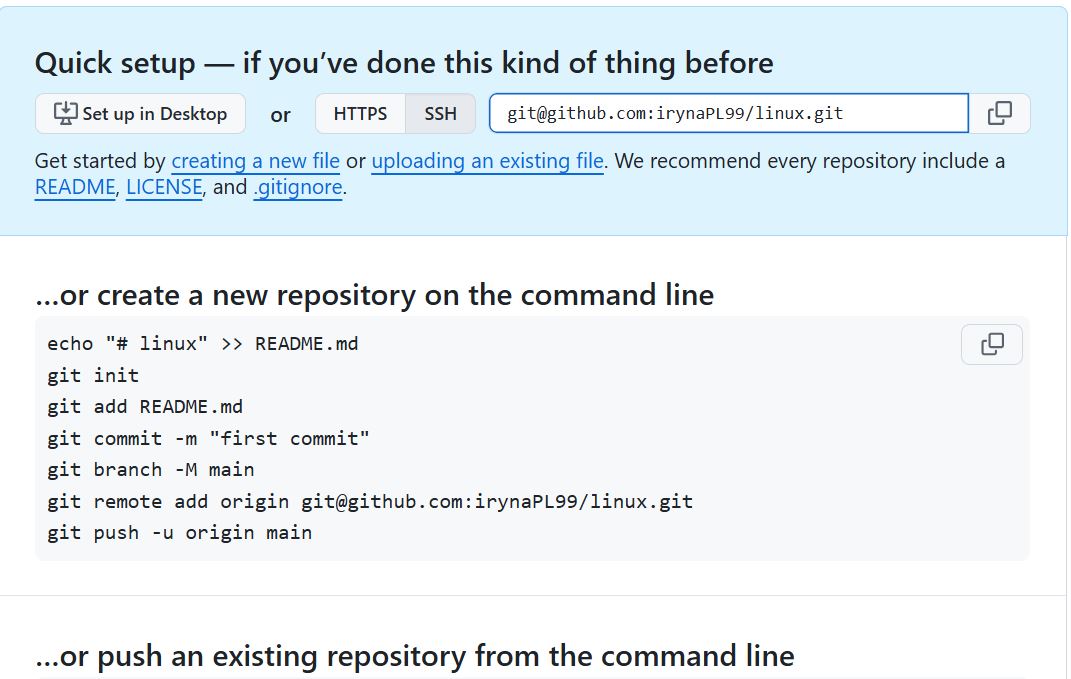 Quick setup — if you’ve done this kind of thing before
Set up in Desktop or HTTPS SSH git@github.com:irynaPL99/linux.git
Get started by creating a new file or uploading an existing file. We recommend every repository include a
README, LICENSE, and .gitignore.
...or create a new repository on the command line
echo "# linux" >> README.md
git init
git add README.md
git commit -m "first commit"
git branch -M main
git remote add origin git@github.com:irynaPL99/linux.git
git push -u origin main
...or push an existing repository from the command line